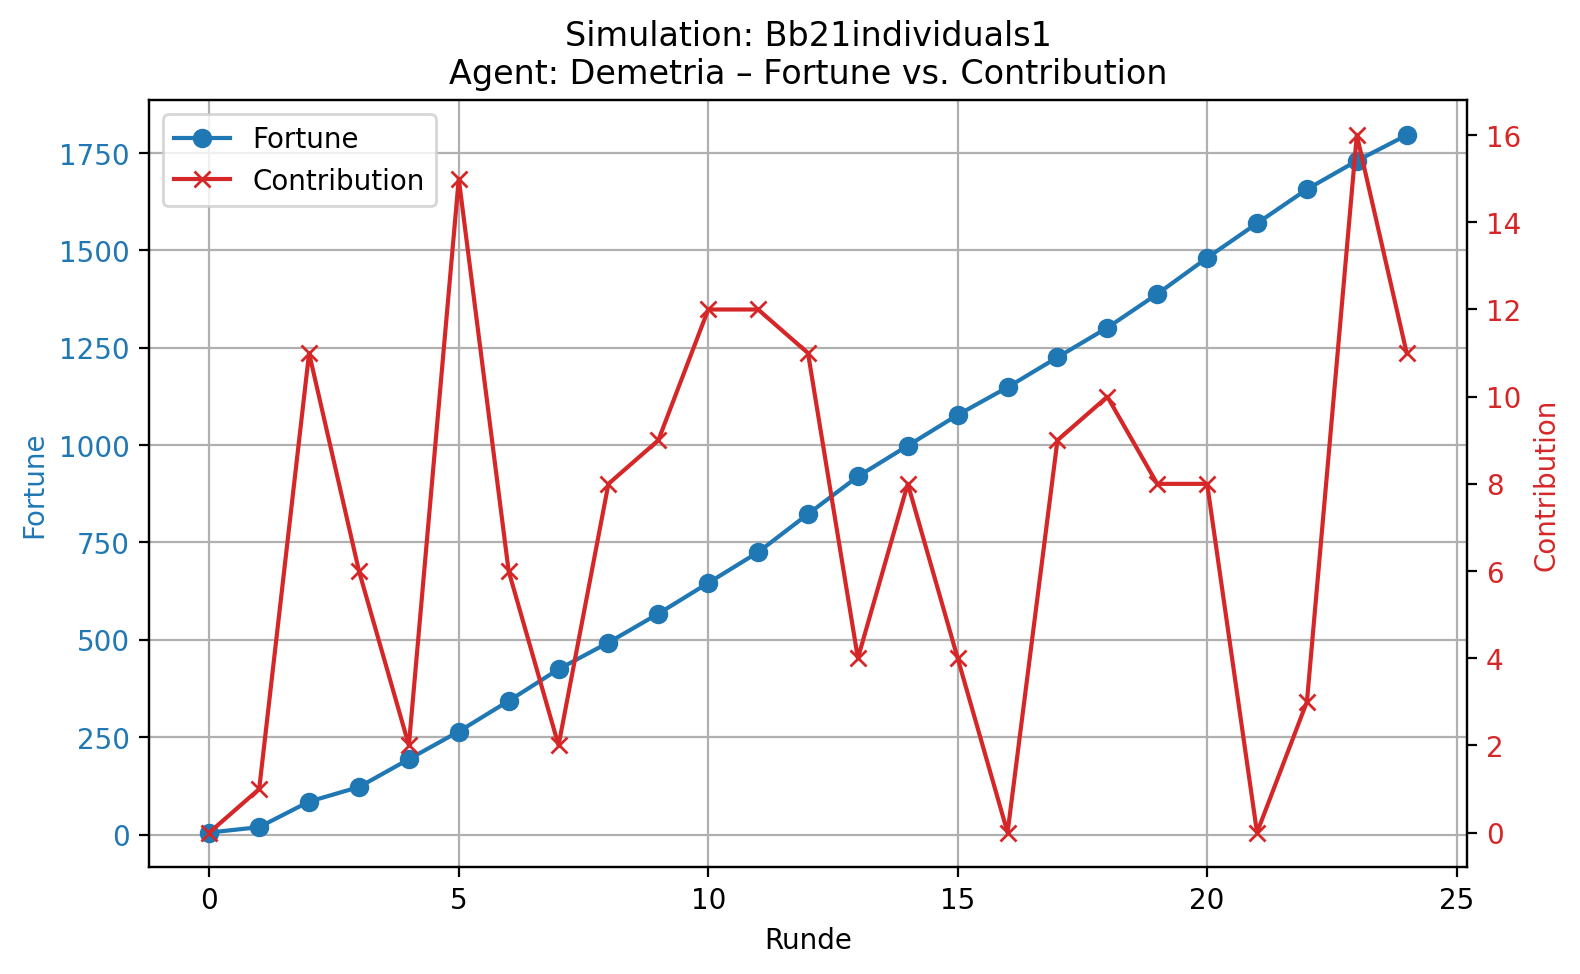 Simulation: Bb21individuals1
Agent: Demetria – Fortune vs. Contribution
Fortune
Contribution
1750
1500
1250
1000
750
500
250
0
Fortune
16
14
12
10
8
6
4
2
0
Contribution
0 5 10 15 20 25
Runde